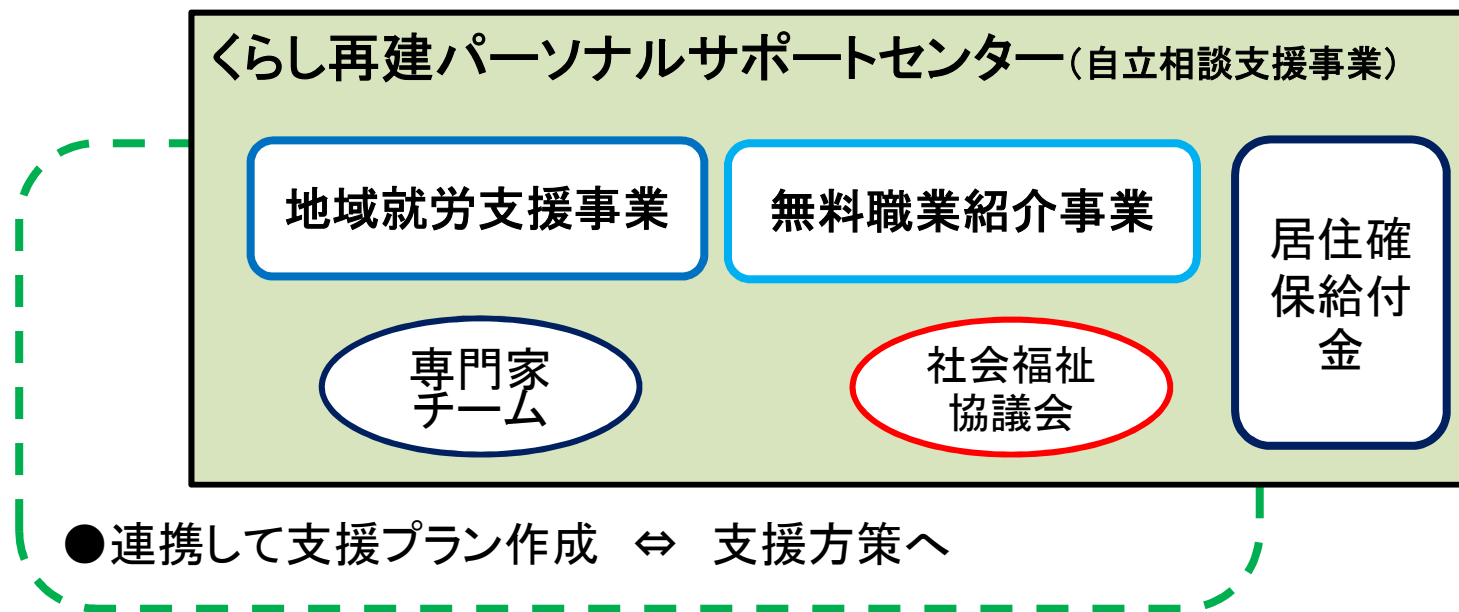 くらし再建パーソナルサポートセンター(自立相談支援事業)
地域就労支援事業
無料職業紹介事業
居住確
保給付
金
専門家
チーム
社会福祉
協議会
●連携して支援プラン作成 ⇔ 支援方策へ